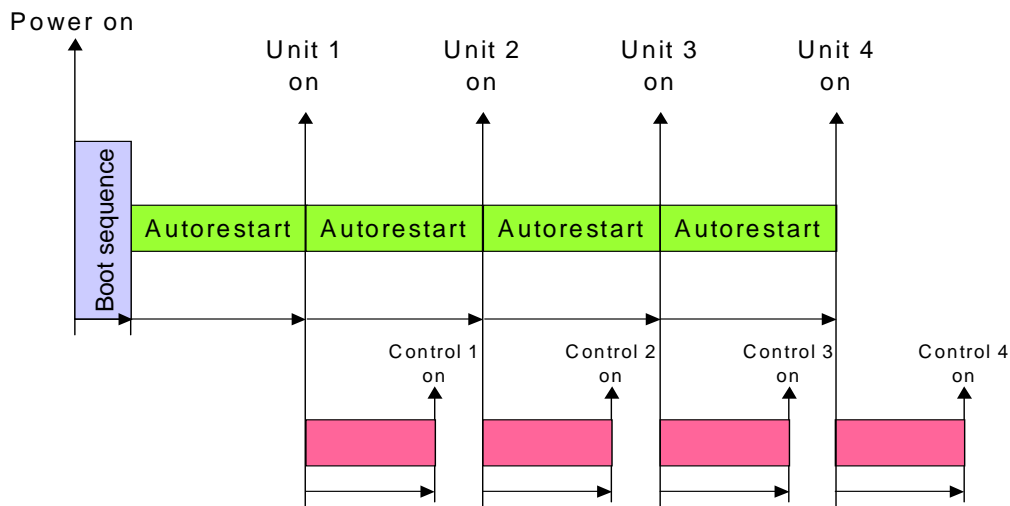 Power on
Unit 1
on
Unit 2
on
Unit 3
on
Unit 4
on
Boot sequence
Autorestart
Autorestart
Autorestart
Autorestart
Control 1
on
Control 2
on
Control 3
on
Control 4
on